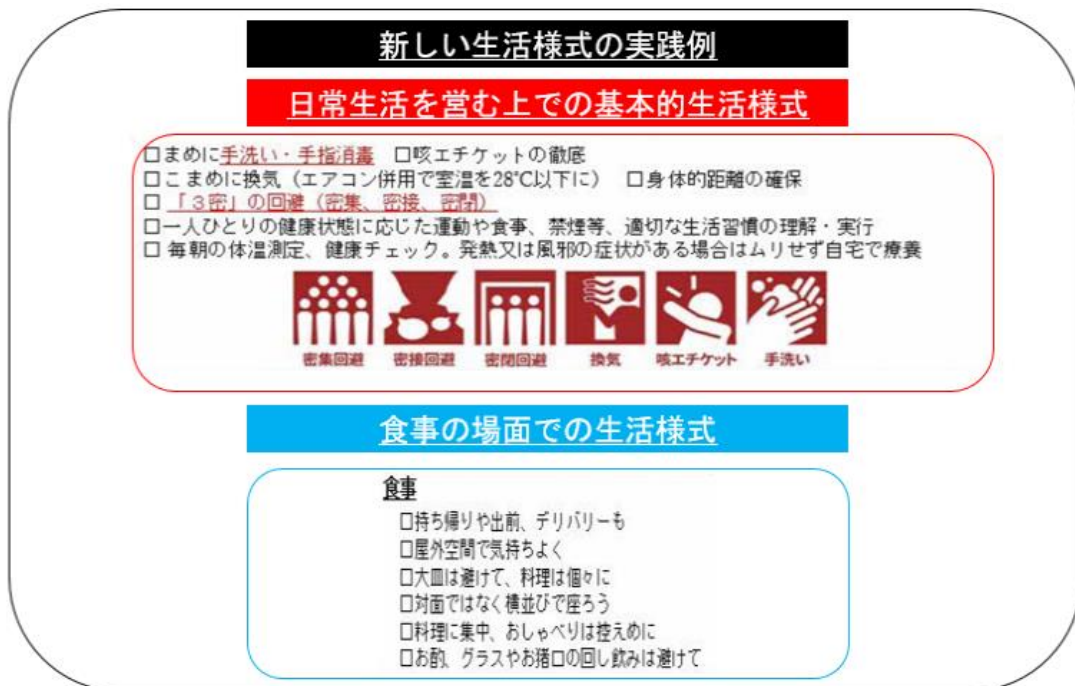 新しい生活様式の実践例
日常生活を営む上での基本的生活様式
□まめに手洗い・手指消毒 □咳エチケットの徹底
□こまめに換気（エアコン併用で室温を28℃以下に） □身体的距離の確保
□「３密」の回避（密集、密接、密閉）
□一人ひとりの健康状態に応じた運動や食事、禁煙等、適切な生活習慣の理解・実行
□ 毎朝の体温測定、健康チェック。発熱又は風邪の症状がある場合はムリせず自宅で療養
密集回避 密接回避 密閉回避 換気 咳エチケット 手洗い
食事の場面での生活様式
食事
□持ち帰りや出前、デリバリーも
□屋外空間で気持ちよく
□大皿は避けて、料理は個々に
□対面ではなく横並びで座ろう
□料理に集中、おしゃべりは控えめに
□お酌、グラスやお猪口の回し飲みは避けて